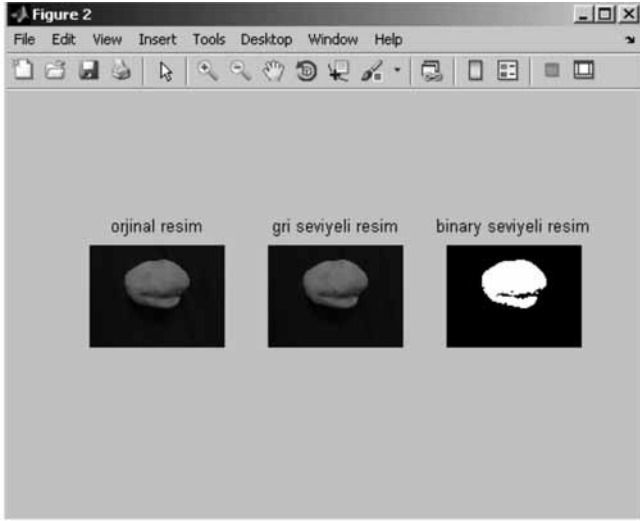 Figure 2
File Edit View Insert Tools Desktop Window Help
orjinal resim gri seviyeli resim binary seviyeli resim